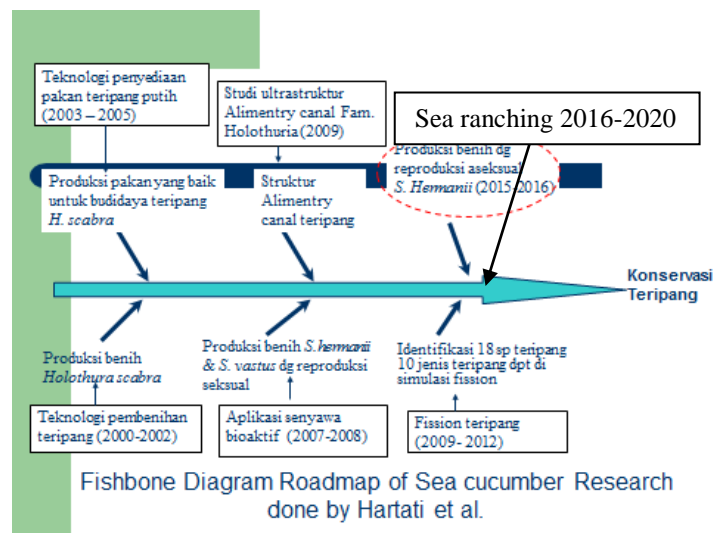 Teknologi penyediaan
pakan teripang putih
(2003 – 2005)
Studi ultrastruktur
Alimentry canal Fam.
Holothuria (2009)
Sea ranching 2016-2020
Produksi pakan yang baik
untuk budidaya teripang
H. scabra
Struktur
Alimentry
canal teripang
Produksi benih dg
reproduksi aseksual
S. Hermanii (2015-2016)
Konservasi
Teripang
Produksi benih
Holothura scabra
Produksi benih S.hermanii
& S. vastus dg reproduksi
seksual
Identifikasi 18 sp teripang
10 jenis teripang dpt di
simulasi fission
Teknologi pembenihan
teripang (2000-2002)
Aplikasi senyawa
bioaktif (2007-2008)
Fission teripang
(2009- 2012)
Fishbone Diagram Roadmap of Sea cucumber Research
done by Hartati et al.